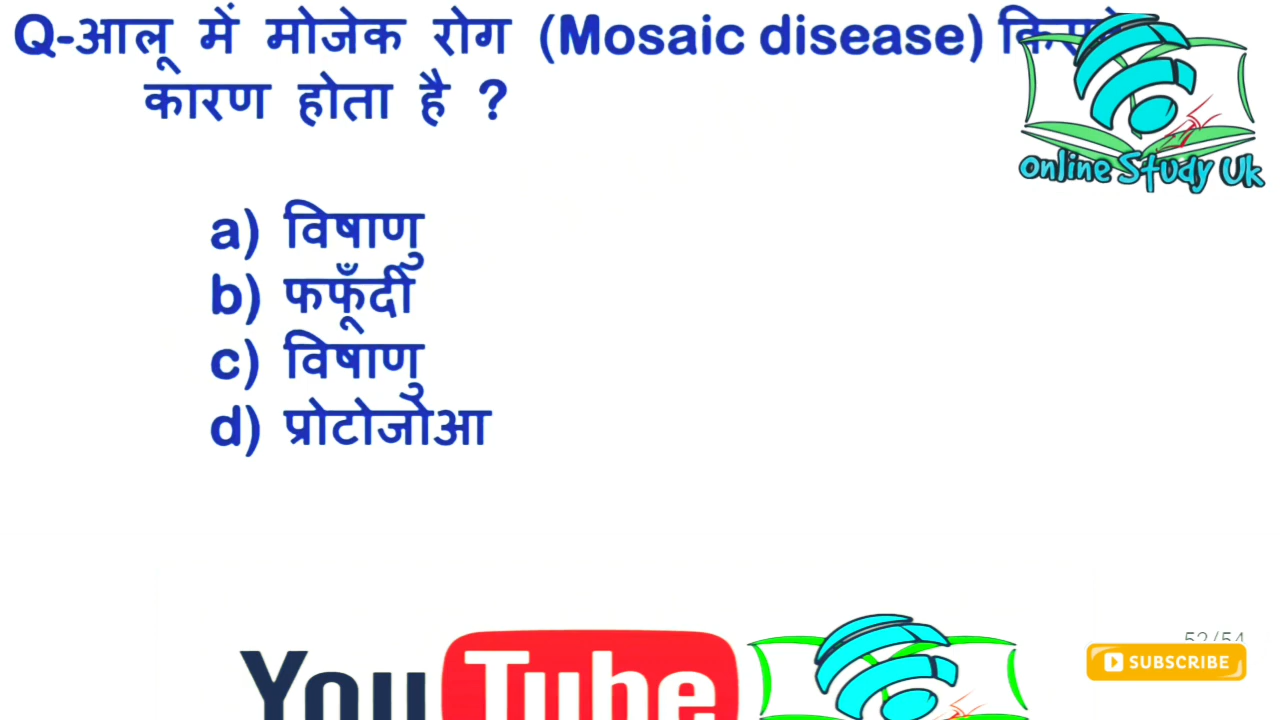 Q-आलू में मोजेक रोग (Mosaic disease)
कारण होता है ?
Online Study Uk
a) विषाणु
b) फफूँदी
c) विषाणु
d) प्रोटोजोआ
52/54
SUBSCRIBE
YouTube